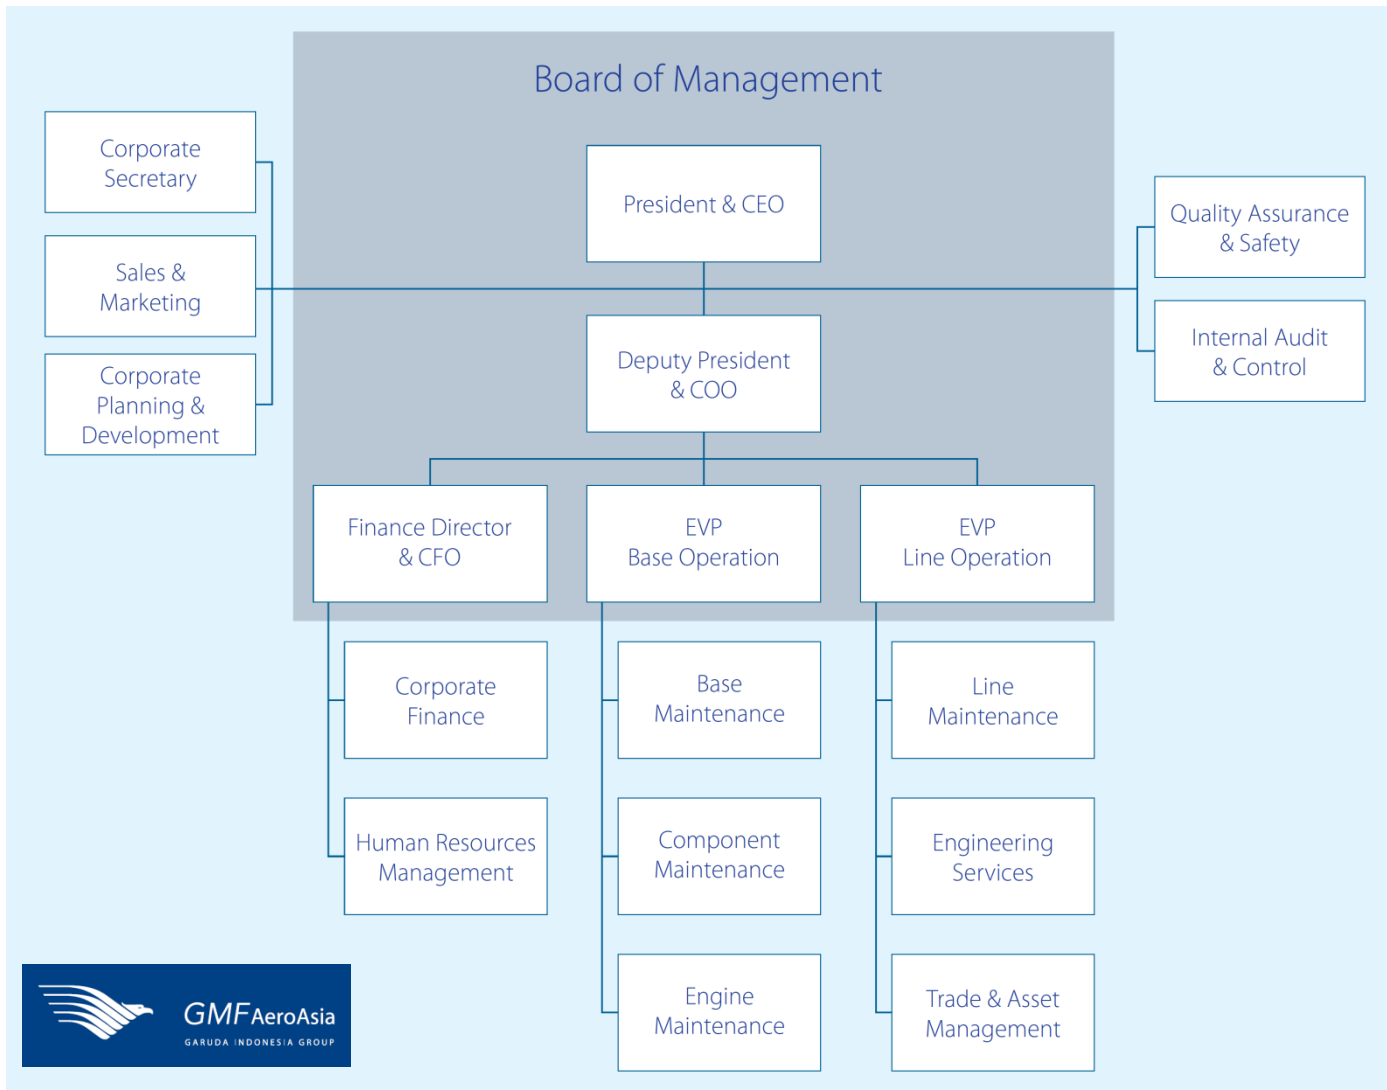 Board of Management
Corporate
Secretary
Sales &
Marketing
Corporate
Planning &
Development
President & CEO
Quality Assurance
& Safety
Internal Audit
& Control
Deputy President
& COO
Finance Director
& CFO
EVP
Base Operation
EVP
Line Operation
Corporate
Finance
Human Resources
Management
Base
Maintenance
Component
Maintenance
Engine
Maintenance
Line
Maintenance
Engineering
Services
Trade & Asset
Management
GMF AeroAsia
GARUDA INDONESIA GROUP